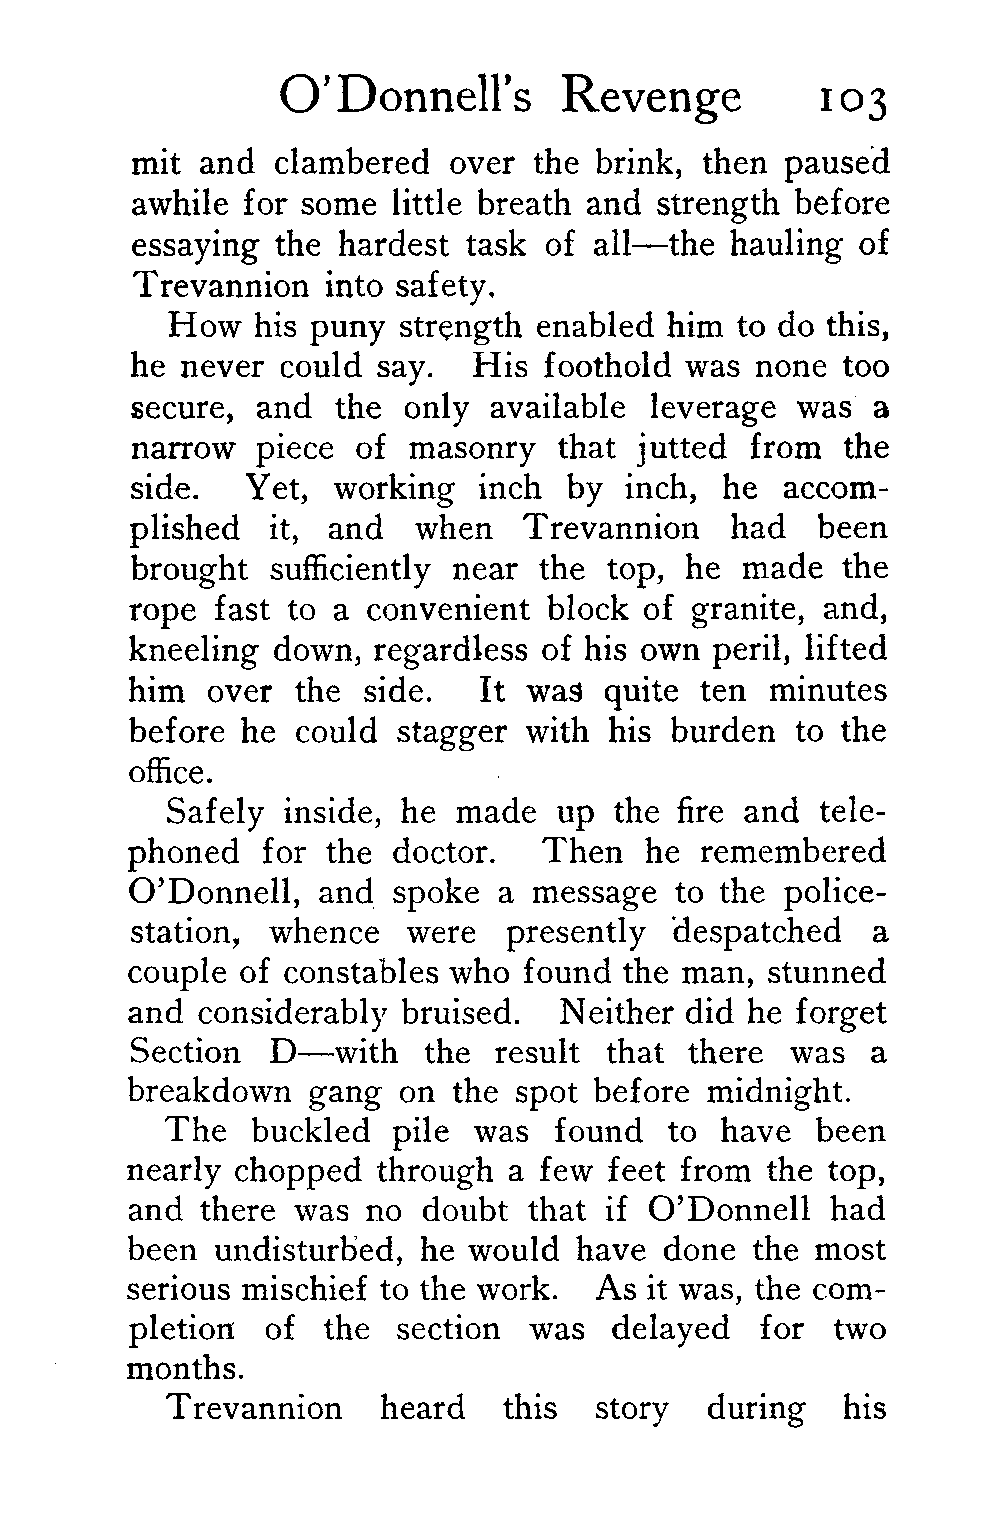 O'Donnell's Revenge 103
mit and clambered over the brink, then paused
awhile for some little breath and strength before
essaying the hardest task of all—the hauling of
Trevannion into safety.
How his puny strength enabled him to do this,
he never could say. His foothold was none too
secure, and the only available leverage was a
narrow piece of masonry that jutted from the
side. Yet, working inch by inch, he accom-
plished it, and when Trevannion had been
brought sufficiently near the top, he made the
rope fast to a convenient block of granite, and,
kneeling down, regardless of his own peril, lifted
him over the side. It was quite ten minutes
before he could stagger with his burden to the
office.
Safely inside, he made up the fire and tele-
phoned for the doctor. Then he remembered
O'Donnell, and spoke a message to the police-
station, whence were presently despatched a
couple of constables who found the man, stunned
and considerably bruised. Neither did he forget
Section D—with the result that there was a
breakdown gang on the spot before midnight.
The buckled pile was found to have been
nearly chopped through a few feet from the top,
and there was no doubt that if O'Donnell had
been undisturbed, he would have done the most
serious mischief to the work. As it was, the com-
pletion of the section was delayed for two
months.
Trevannion heard this story during his